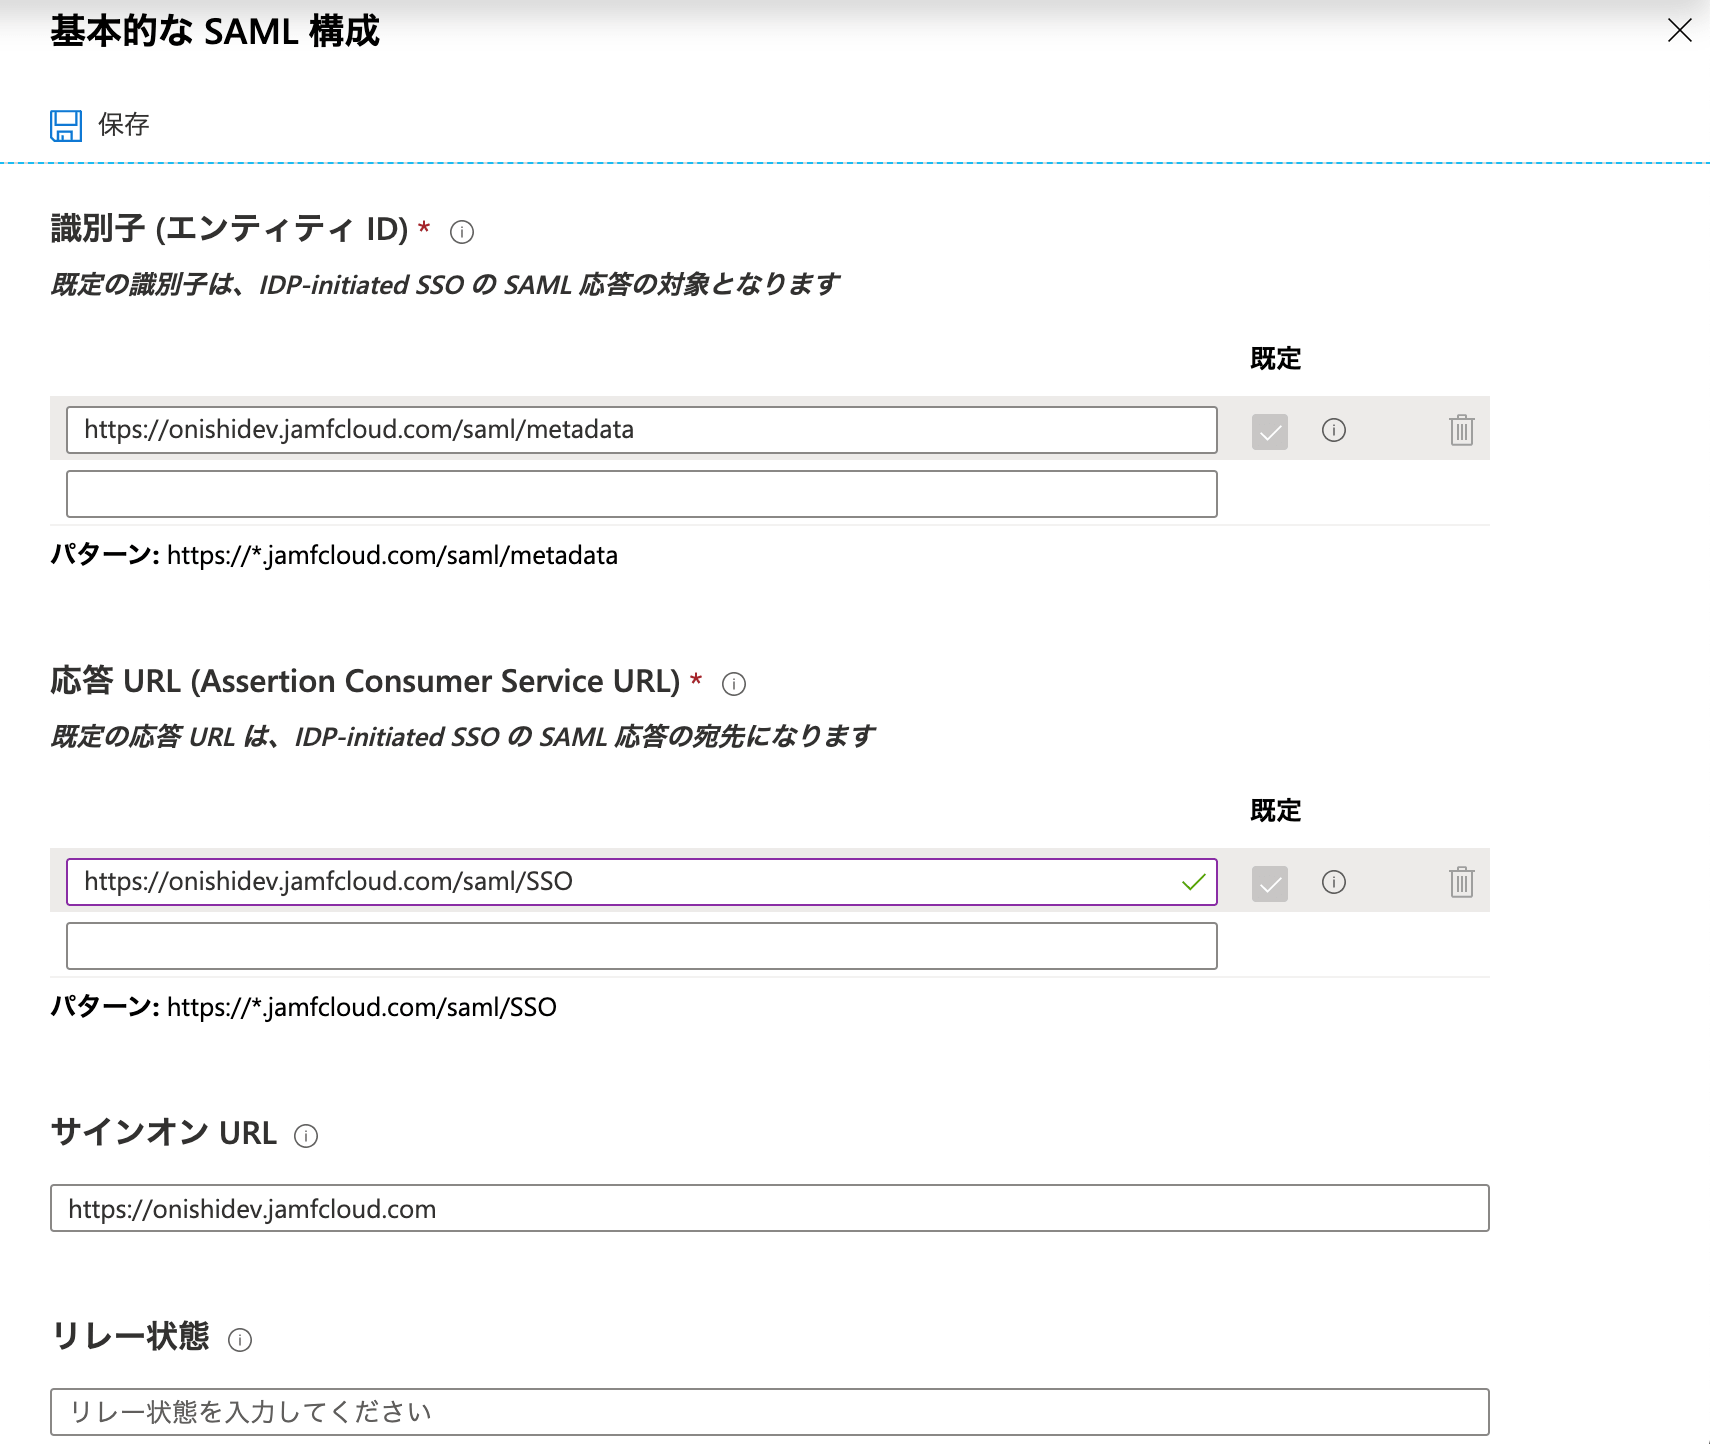 基本的な SAML 構成
保存
識別子 (エンティティ ID) *
既定の識別子は、IDP-initiated SSO の SAML 応答の対象となります
既定
https://onishidev.jamfcloud.com/saml/metadata
パターン: https://*.jamfcloud.com/saml/metadata
応答 URL (Assertion Consumer Service URL) *
既定の応答 URL は、IDP-initiated SSO の SAML 応答の宛先になります
既定
https://onishidev.jamfcloud.com/saml/SSO
パターン: https://*.jamfcloud.com/saml/SSO
サインオン URL
https://onishidev.jamfcloud.com
リレー状態
リレー状態を入力してください